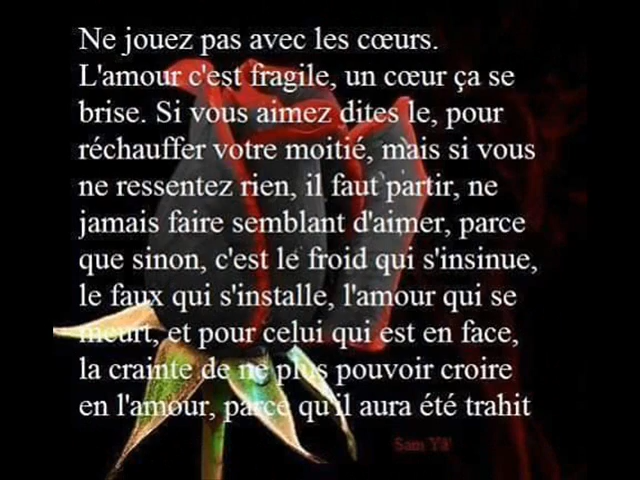 Ne jouez pas avec les cœurs.
L'amour c'est fragile, un cœur ça se
brise. Si vous aimez dites le, pour
réchauffer votre moitié, mais si vous
ne ressentez rien, il faut partir, ne
jamais faire semblant d'aimer, parce
que sinon, c'est le froid qui s'insinue,
le faux qui s'installe, l'amour qui se
meurt, et pour celui qui est en face,
la crainte de ne plus pouvoir croire
en l'amour, parce qu'il aura été trahit
Sam